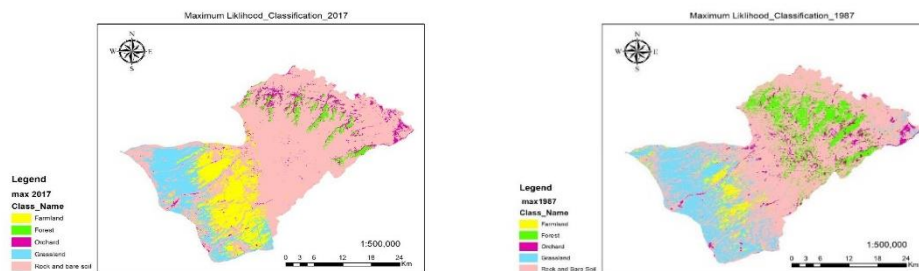 Maximum Liklihood_Classification_2017
N
W E
S
Legend
max 2017
Class_Name
Farmland
Forest
Orchard
Grassland
Rock and bare soil
1:500,000
0 3 6 12 18 24
Km
Maximum Liklihood_Classification_1987
N
W E
S
Legend
max1987
Class_Name
Farmland
Forest
Orchard
Grassland
Rock and Bare Soil
1:500,000
0 3 6 12 18 24
Km